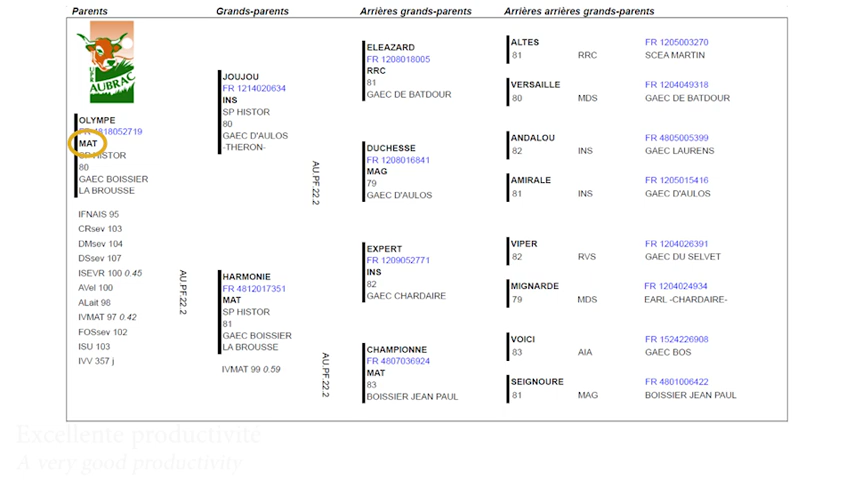 Parents Grands-parents Arrières grands-parents Arrières arrières grands-parents
UPRA
AUBRAC
OLYMPE
FR 4818052719
MAT
SP HISTOR
80
GAEC BOISSIER
LA BROUSSE
IFNAIS 95
CRsev 103
DMsev 104
DSsev 107
ISEVR 100 0.45
AVel 100
ALait 98
IVMAT 97 0.42
FOSsev 102
ISU 103
IVV 357 j
AU.PF.22.2
JOUJOU
FR 1214020634
INS
SP HISTOR
80
GAEC D'AULOS
-THERON-
HARMONIE
FR 4812017351
MAT
SP HISTOR
81
GAEC BOISSIER
LA BROUSSE
IVMAT 99 0.59
AU.PF.22.2
AU.PF.22.2
ELEAZARD
FR 1208018005
RRC
81
GAEC DE BATDOUR
DUCHESSE
FR 1208016841
MAG
79
GAEC D'AULOS
EXPERT
FR 1209052771
INS
82
GAEC CHARDAIRE
CHAMPIONNE
FR 4807036924
MAT
83
BOISSIER JEAN PAUL
ALTES FR 1205003270
81 RRC SCEA MARTIN
VERSAILLE FR 1204049318
80 MDS GAEC DE BATDOUR
ANDALOU FR 4805005399
82 INS GAEC LAURENS
AMIRALE FR 1205015416
81 INS GAEC D'AULOS
VIPER FR 1204026391
82 RVS GAEC DU SELVET
MIGNARDE FR 1204024934
79 MDS EARL -CHARDAIRE-
VOICI FR 1524226908
83 AIA GAEC BOS
SEIGNOURE FR 4801006422
81 MAG BOISSIER JEAN PAUL
Excellente productivité
A very good productivity